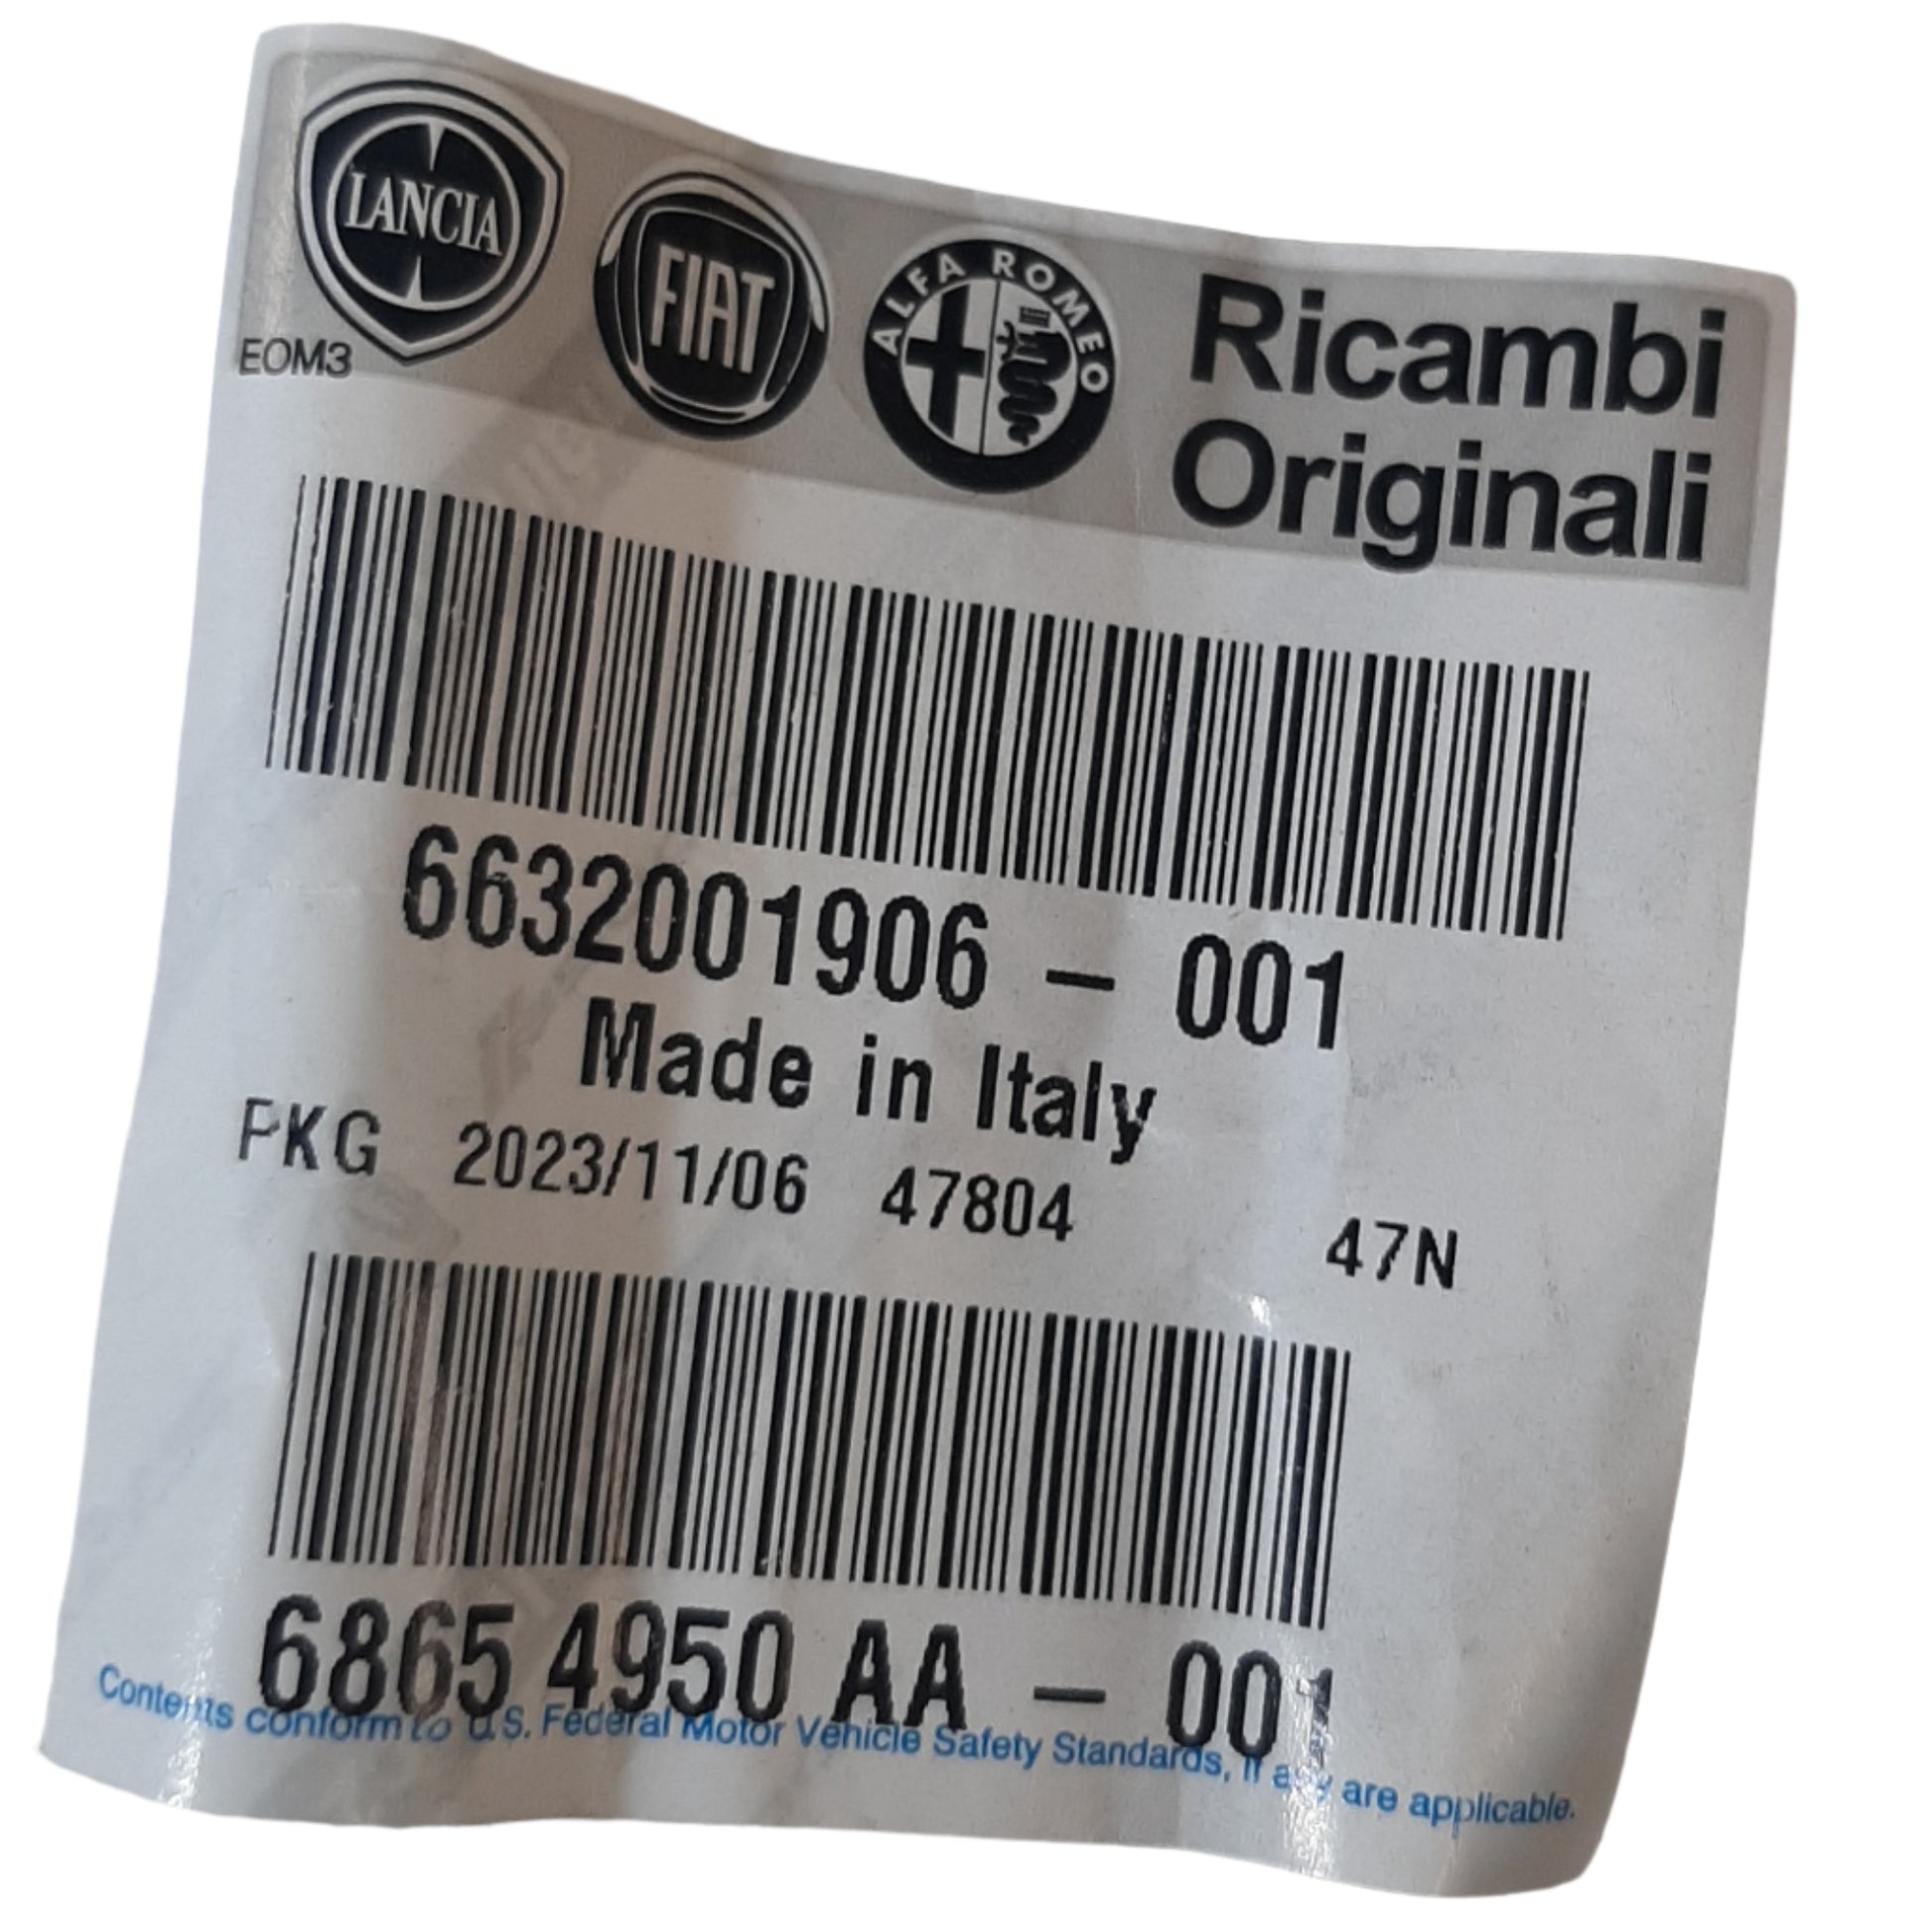 LANCIA
FIAT
ALFA ROMEO
Ricambi
Originali
EOM3
6632001906 – 001
Made in Italy
PKG 2023/11/06 47804 47N
6865 4950 AA – 001
Contents conform to U.S. Federal Motor Vehicle Safety Standards, if any are applicable.